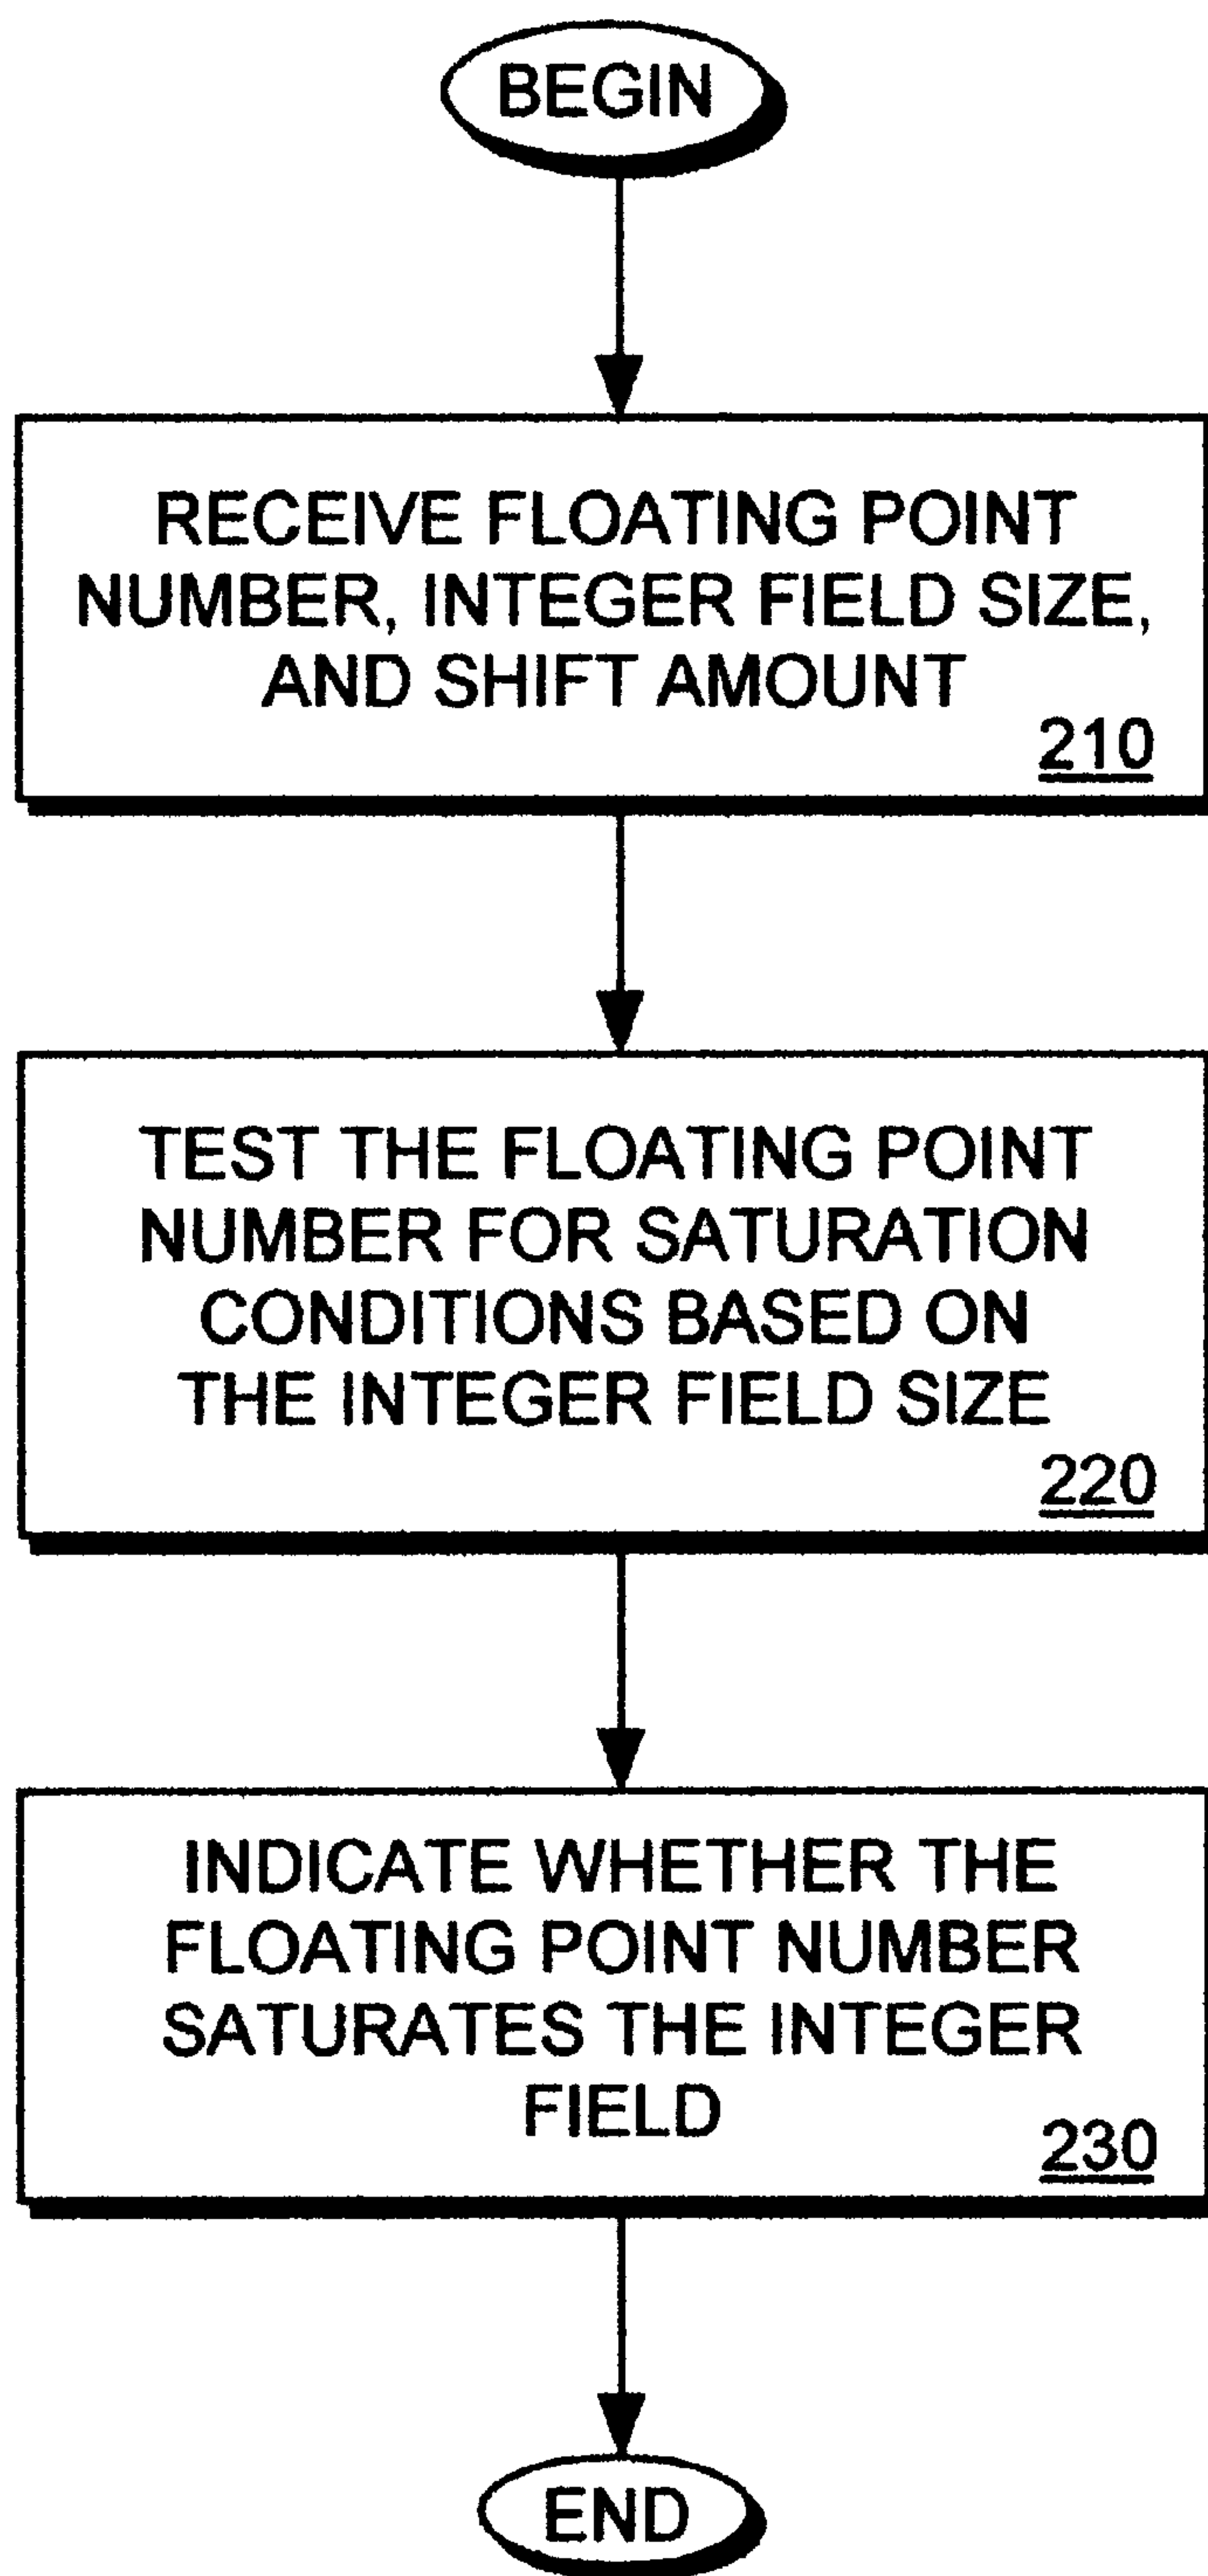 BEGIN
RECEIVE FLOATING POINT
NUMBER, INTEGER FIELD SIZE,
AND SHIFT AMOUNT
210
TEST THE FLOATING POINT
NUMBER FOR SATURATION
CONDITIONS BASED ON
THE INTEGER FIELD SIZE
220
INDICATE WHETHER THE
FLOATING POINT NUMBER
SATURATES THE INTEGER
FIELD
230
END